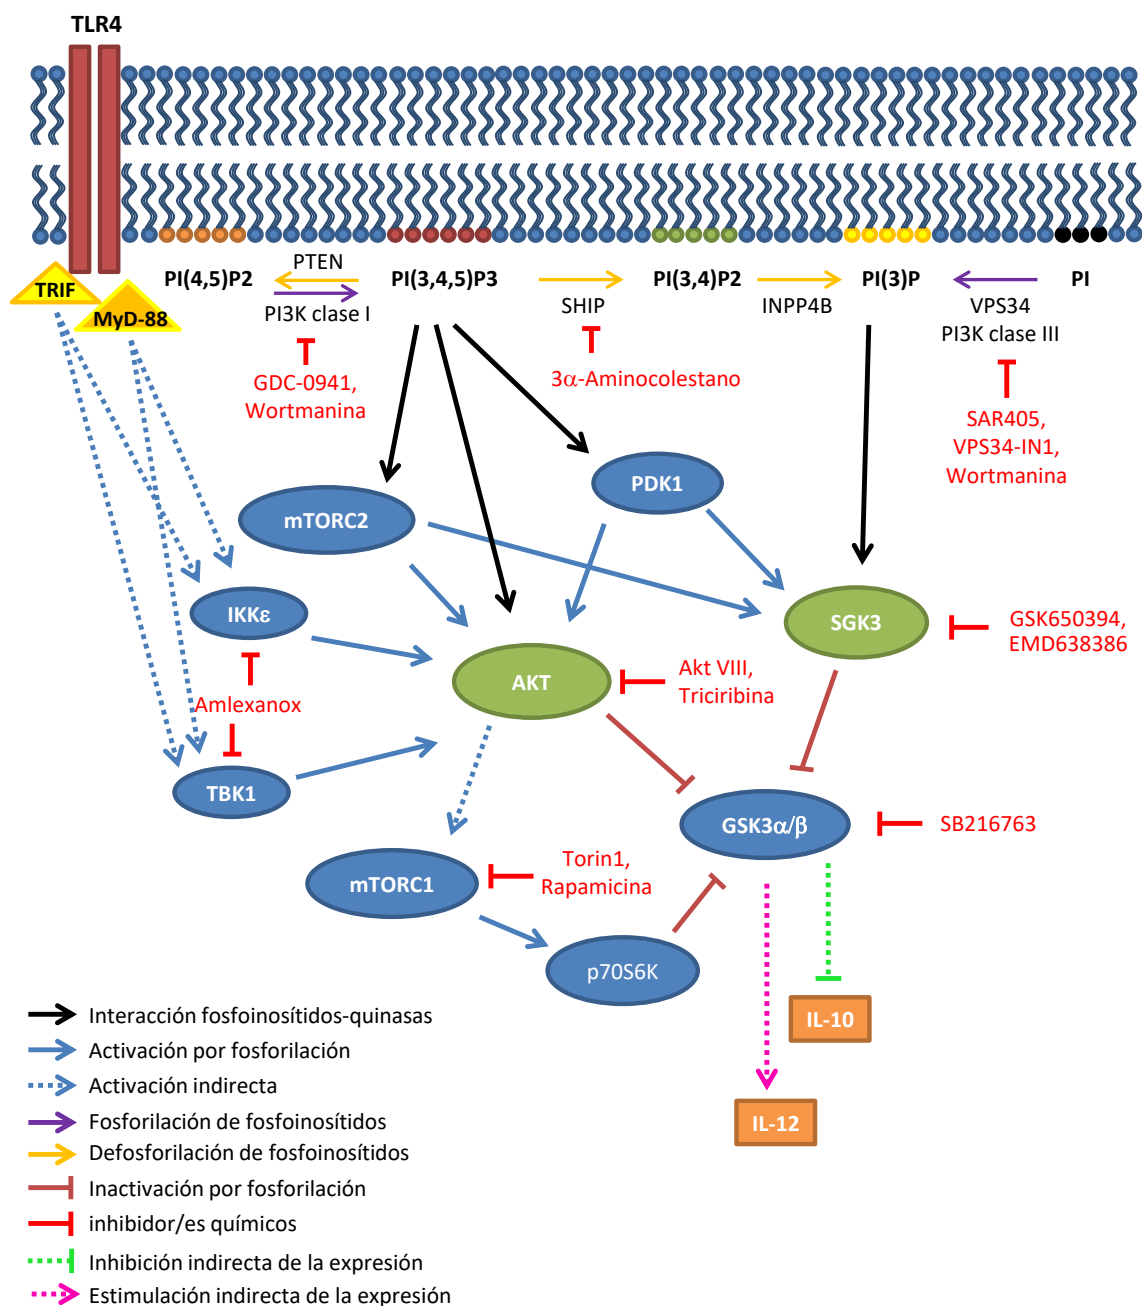 TLR4
TRIF
MyD-88
PI(4,5)P2
PTEN
PI3K clase I
PI(3,4,5)P3
SHIP
PI(3,4)P2
INPP4B
PI(3)P
VPS34
PI3K clase III
PI
GDC-0941,
Wortmanina
3α-Aminocolestano
SAR405,
VPS34-IN1,
Wortmanina
mTORC2
PDK1
IKKε
SGK3
GSK650394,
EMD638386
AKT
Akt VIII,
Triciribina
Amlexanox
TBK1
GSK3α/β
SB216763
mTORC1
Torin1,
Rapamicina
p70S6K
IL-10
IL-12
Interacción fosfoinosítidos-quinasas
Activación por fosforilación
Activación indirecta
Fosforilación de fosfoinosítidos
Defosforilación de fosfoinosítidos
Inactivación por fosforilación
inhibidor/es químicos
Inhibición indirecta de la expresión
Estimulación indirecta de la expresión